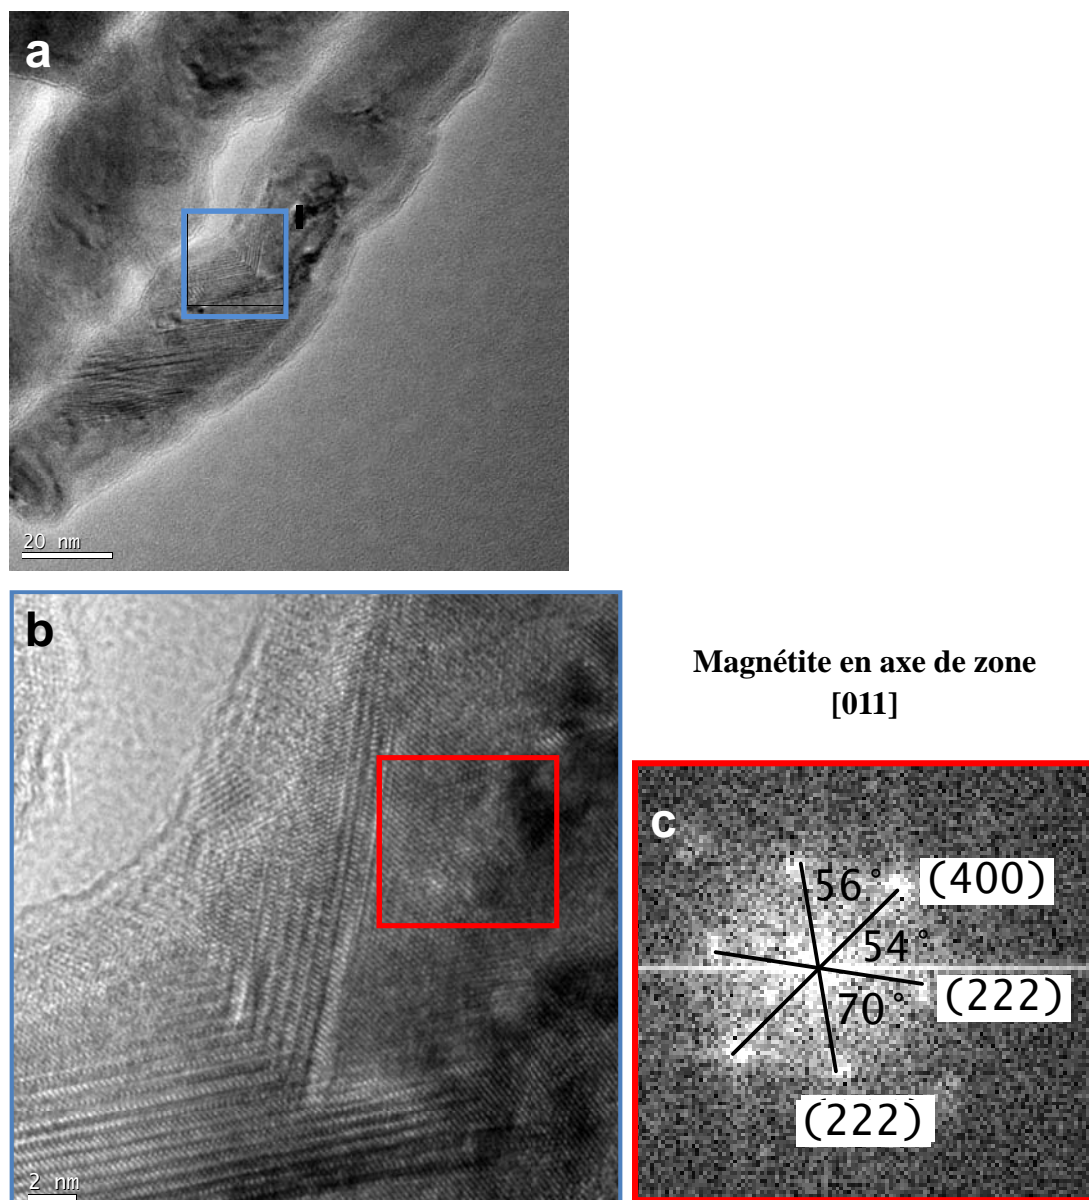 a
20 nm
b
2 nm
Magnétite en axe de zone
[011]
c
56°
(400)
54°
(222)
70°
(222)